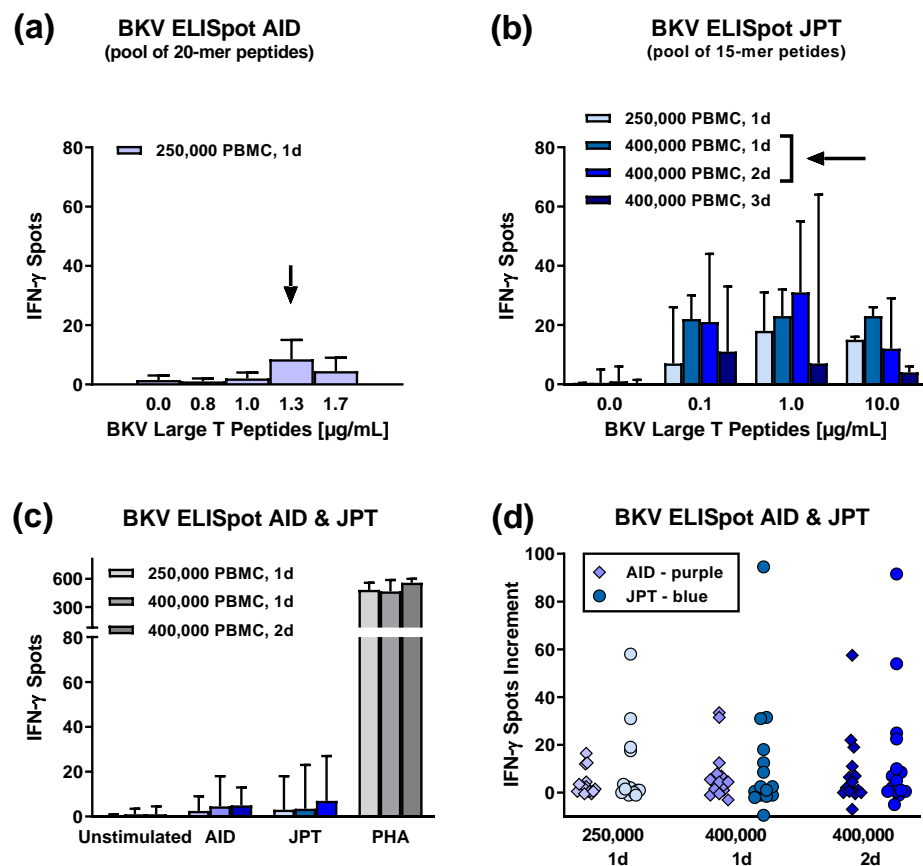 (a)
BKV ELISpot AID
(pool of 20-mer peptides)
250,000 PBMC, 1d
80
60
40
20
0
IFN-γ Spots
0.0 0.8 1.0 1.3 1.7
BKV Large T Peptides [µg/mL]
(b)
BKV ELISpot JPT
(pool of 15-mer petides)
250,000 PBMC, 1d
400,000 PBMC, 1d
400,000 PBMC, 2d
400,000 PBMC, 3d
80
60
40
20
0
IFN-γ Spots
0.0 0.1 1.0 10.0
BKV Large T Peptides [µg/mL]
(c)
BKV ELISpot AID & JPT
250,000 PBMC, 1d
400,000 PBMC, 1d
400,000 PBMC, 2d
600
300
80
60
40
20
0
IFN-γ Spots
Unstimulated AID JPT PHA
(d)
BKV ELISpot AID & JPT
AID - purple
JPT - blue
100
80
60
40
20
0
IFN-γ Spots Increment
250,000 400,000 400,000
1d 1d 2d